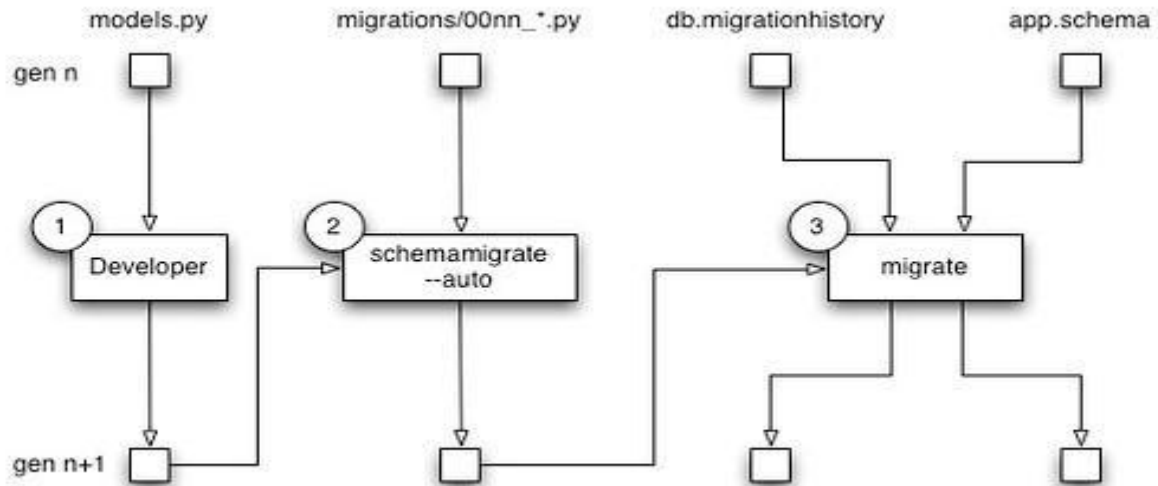 models.py
migrations/00nn_*.py
db.migrationhistory
app.schema
gen n
1
2
3
Developer
schemamigrate
--auto
migrate
gen n+1